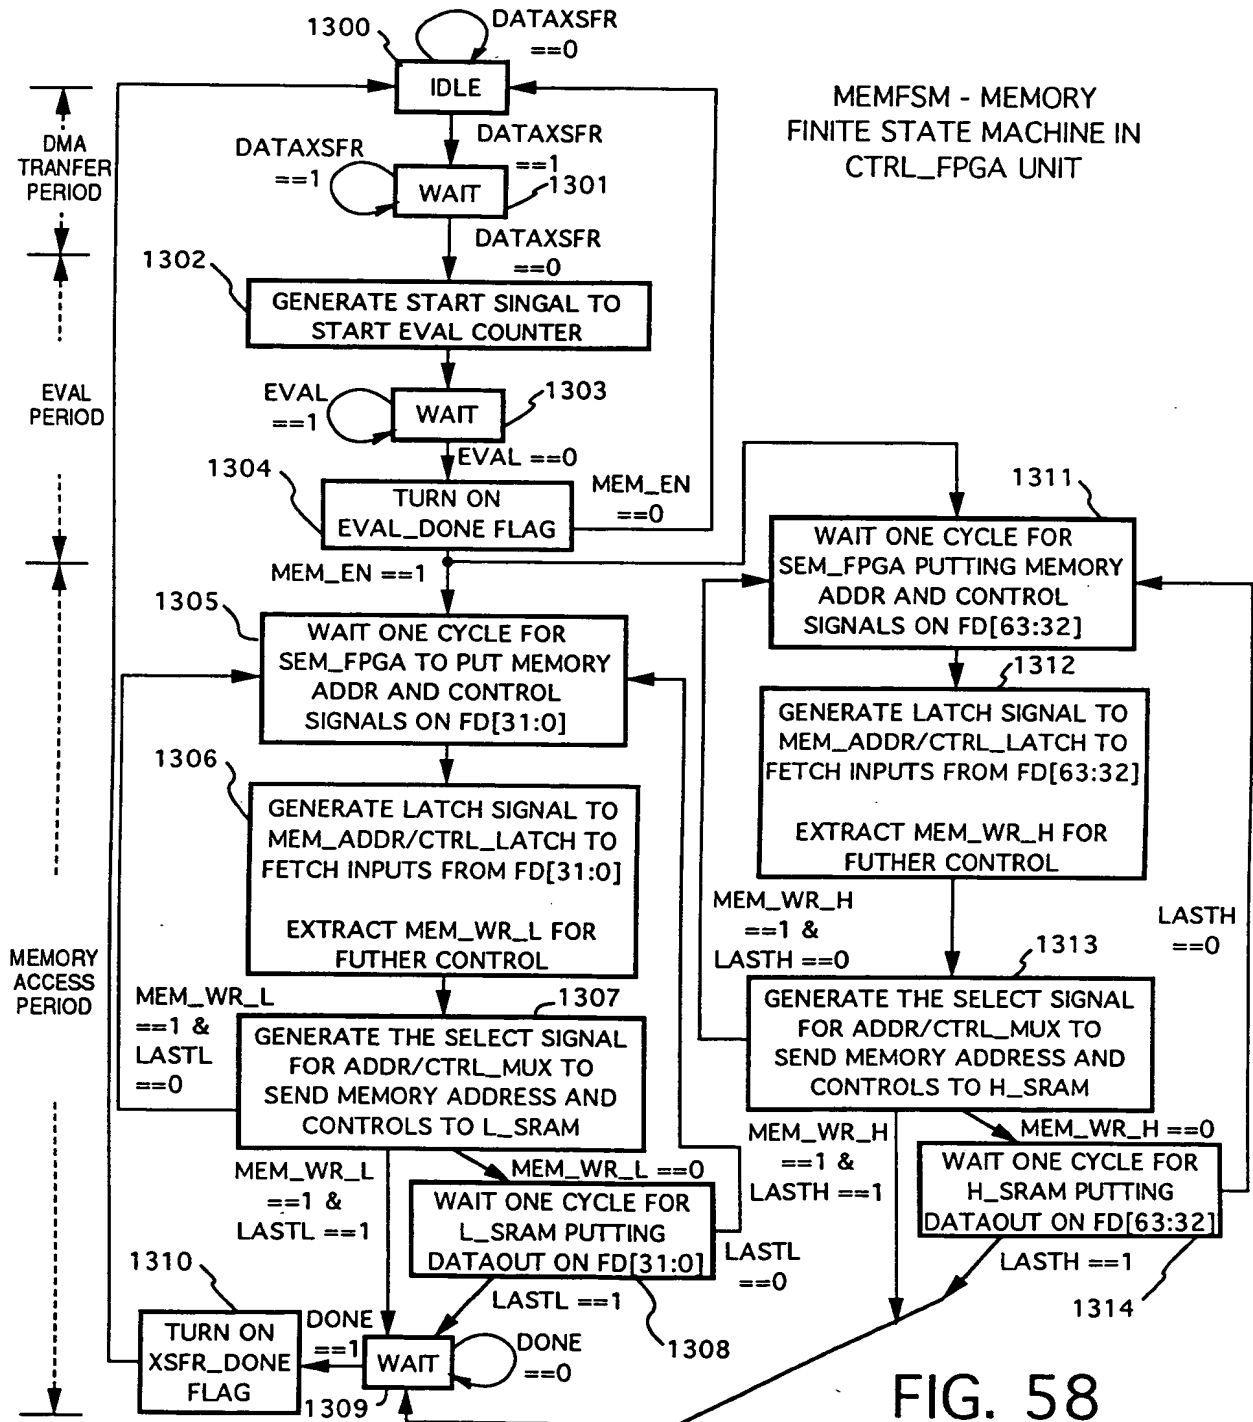 1300
DATAXSFR
==0
IDLE
MEMFSM - MEMORY
FINITE STATE MACHINE IN
CTRL_FPGA UNIT
DMA
TRANFER
PERIOD
DATAXSFR
==1
DATAXSFR
==1
WAIT
1301
DATAXSFR
==0
1302
GENERATE START SINGAL TO
START EVAL COUNTER
EVAL
PERIOD
EVAL
==1
WAIT
1303
EVAL ==0
1304
TURN ON
EVAL_DONE FLAG
MEM_EN
==0
MEM_EN ==1
1311
WAIT ONE CYCLE FOR
SEM_FPGA PUTTING MEMORY
ADDR AND CONTROL
SIGNALS ON FD[63:32]
1305
WAIT ONE CYCLE FOR
SEM_FPGA TO PUT MEMORY
ADDR AND CONTROL
SIGNALS ON FD[31:0]
1312
GENERATE LATCH SIGNAL TO
MEM_ADDR/CTRL_LATCH TO
FETCH INPUTS FROM FD[63:32]
EXTRACT MEM_WR_H FOR
FUTHER CONTROL
1306
GENERATE LATCH SIGNAL TO
MEM_ADDR/CTRL_LATCH TO
FETCH INPUTS FROM FD[31:0]
EXTRACT MEM_WR_L FOR
FUTHER CONTROL
MEMORY
ACCESS
PERIOD
MEM_WR_H
==1 &
LASTH ==0
LASTH
==0
1313
GENERATE THE SELECT SIGNAL
FOR ADDR/CTRL_MUX TO
SEND MEMORY ADDRESS AND
CONTROLS TO H_SRAM
MEM_WR_L
==1 &
LASTL
==0
1307
GENERATE THE SELECT SIGNAL
FOR ADDR/CTRL_MUX TO
SEND MEMORY ADDRESS AND
CONTROLS TO L_SRAM
MEM_WR_H
==1 &
LASTH ==1
MEM_WR_H ==0
WAIT ONE CYCLE FOR
H_SRAM PUTTING
DATAOUT ON FD[63:32]
LASTH ==1
1314
MEM_WR_L
==1 &
LASTL ==1
MEM_WR_L ==0
WAIT ONE CYCLE FOR
L_SRAM PUTTING
DATAOUT ON FD[31:0]
LASTL
==0
LASTL ==1
1308
1310
TURN ON
XSFR_DONE
FLAG
DONE
==1
WAIT
DONE
==0
1309
FIG. 58